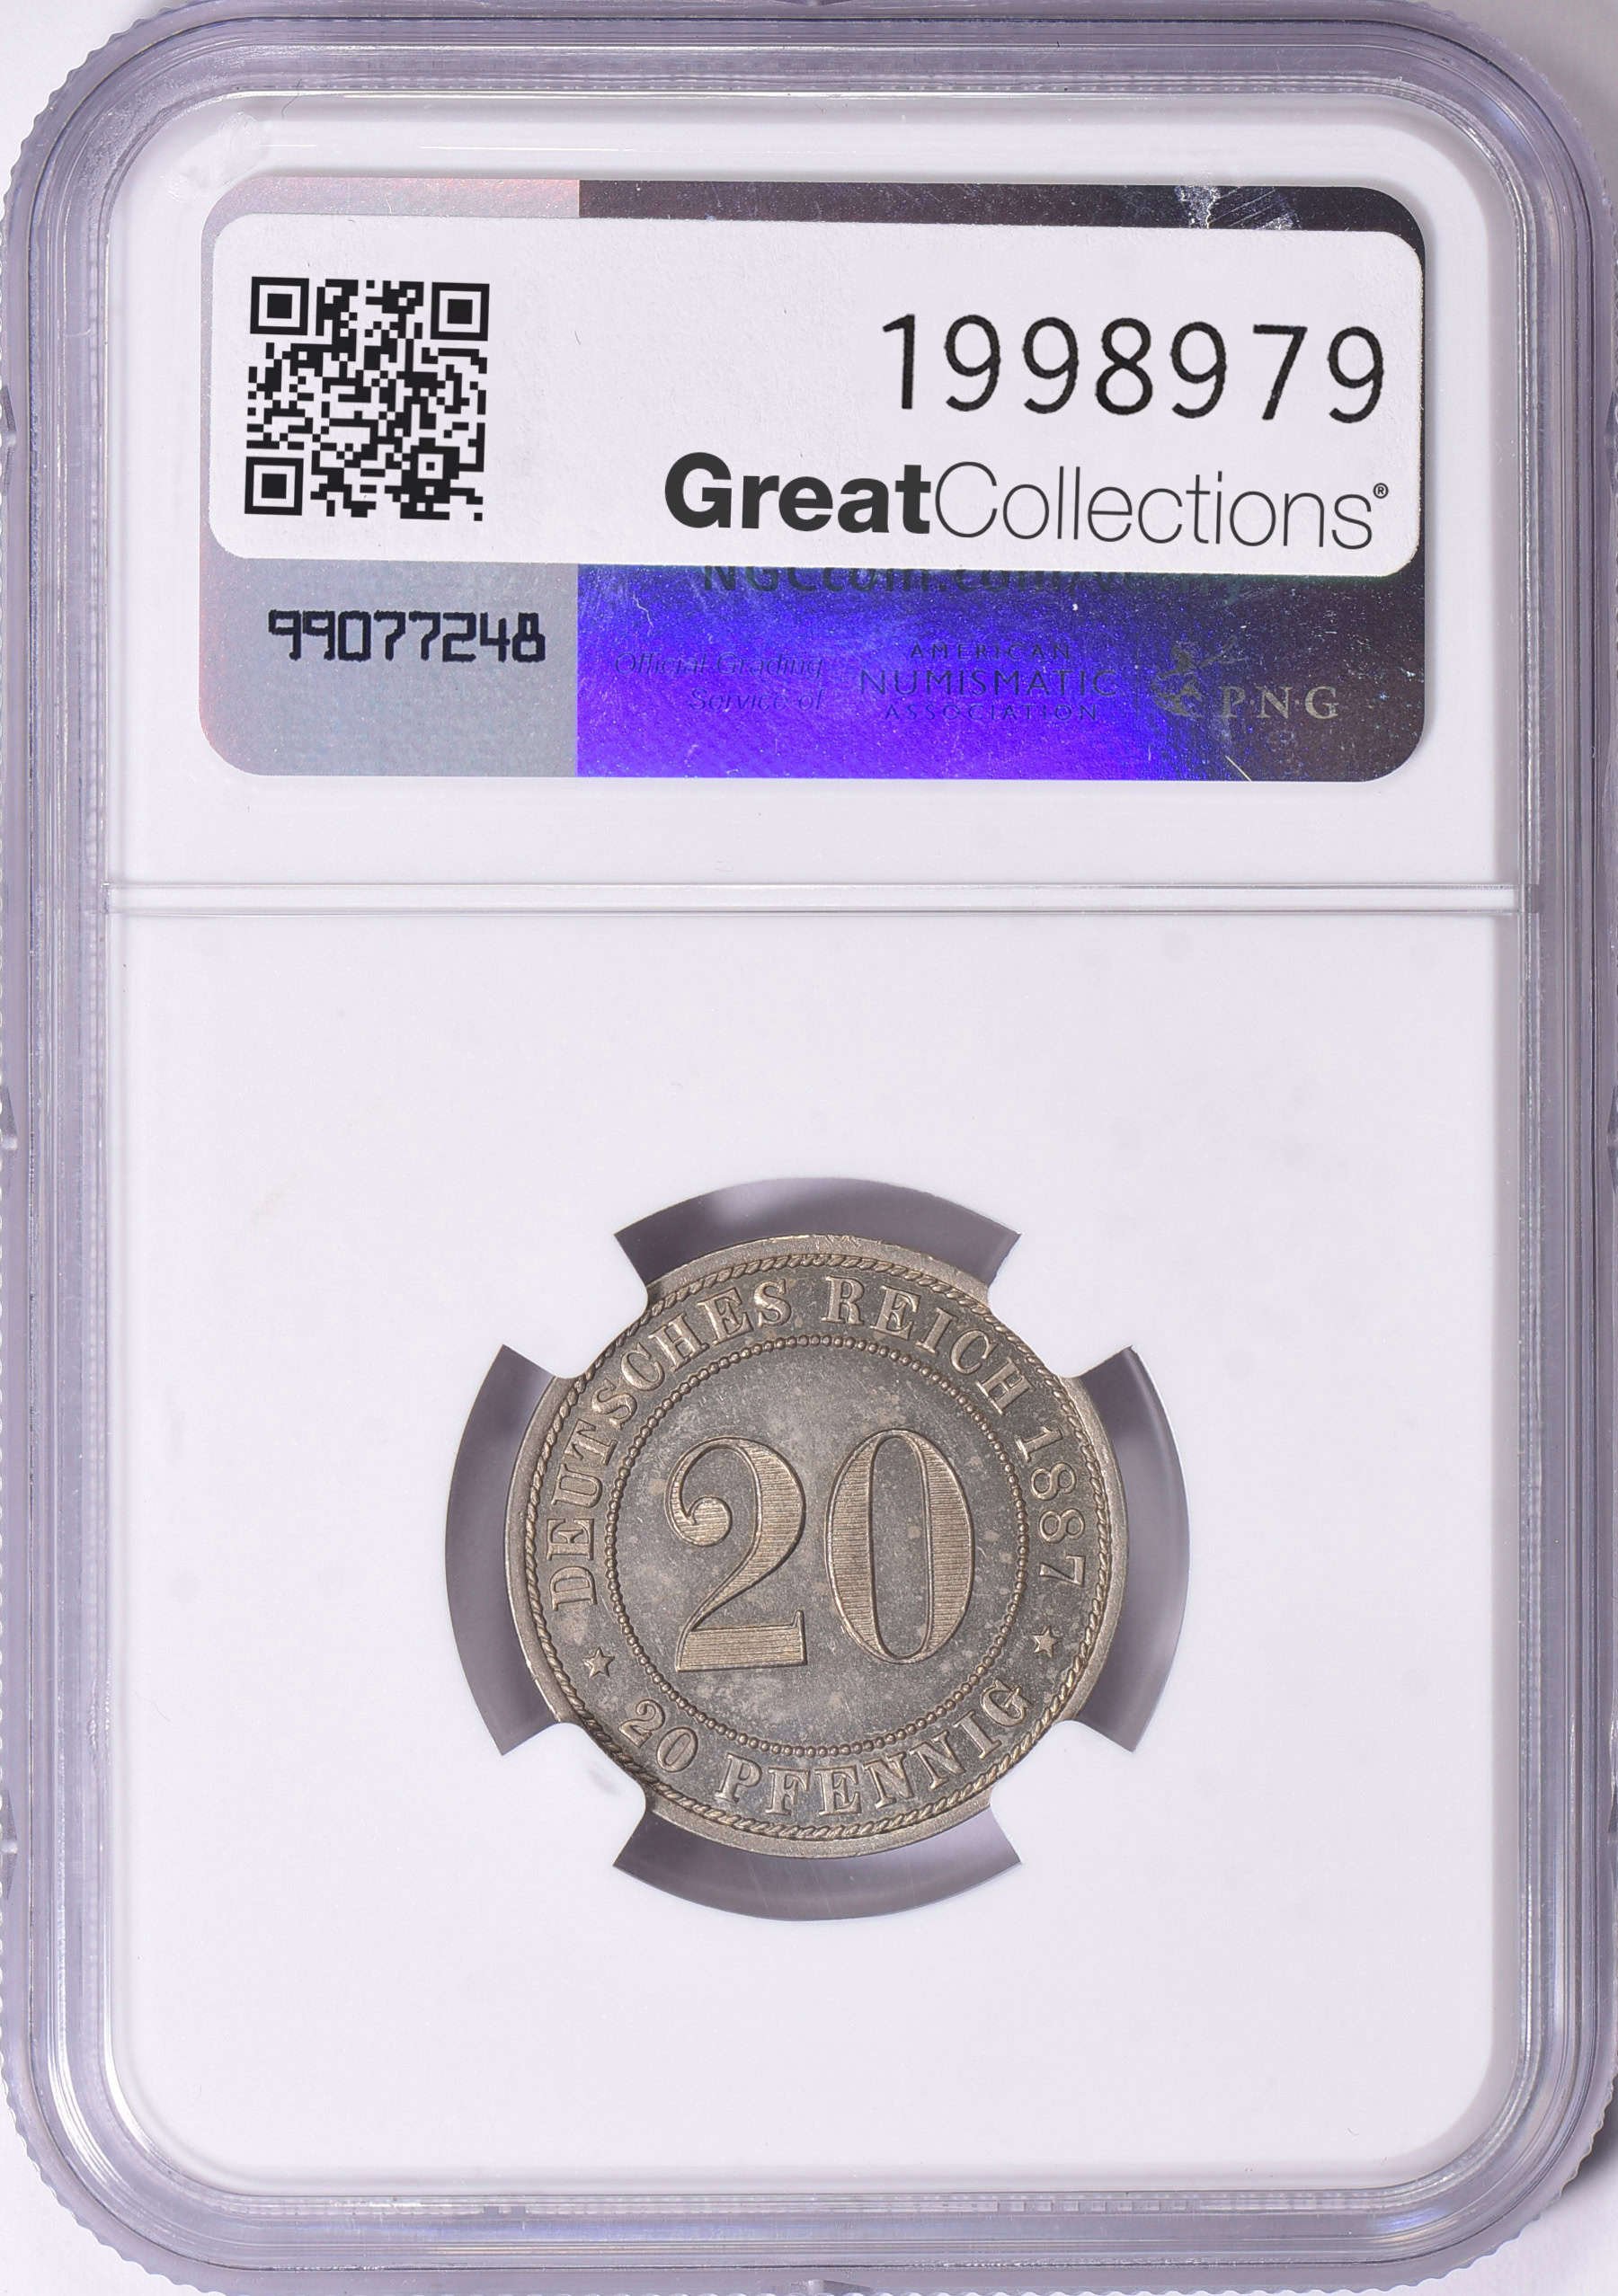 1998979
GreatCollections®
99077248
Official Grading
Service of
AMERICAN
NUMISMATIC
ASSOCIATION
PNG
DEUTSCHES REICH 1887
20
20 PFENNIG